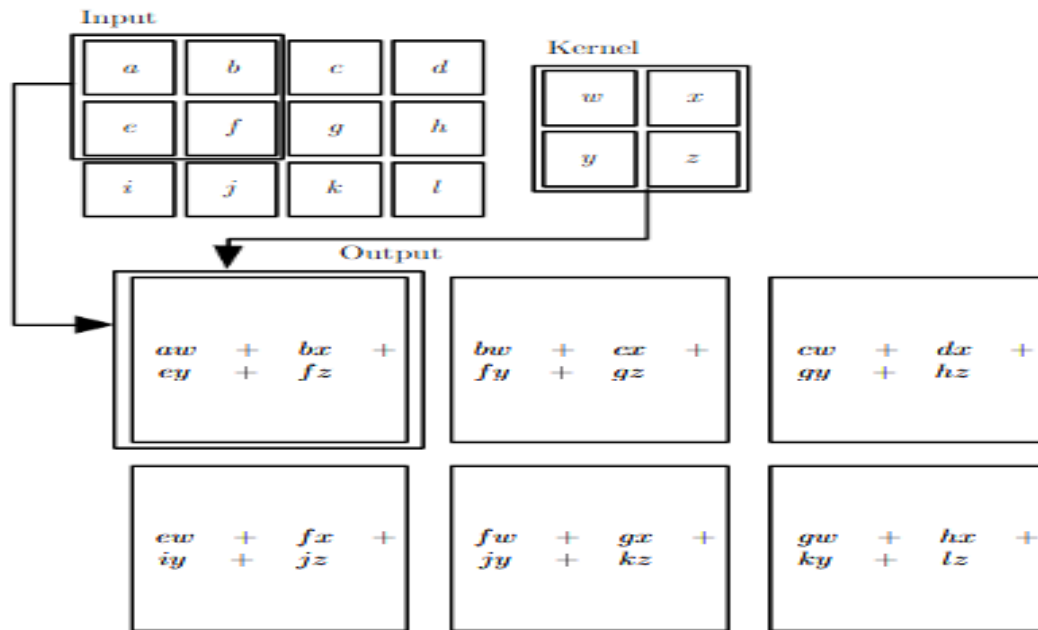 Input
a b c d
e f g h
i j k l
Kernel
w x
y z
Output
aw + bx +
ey + fz
bw + cx +
fy + gz
cw + dx +
gy + hz
ew + fx +
iy + jz
fw + gx +
jy + kz
gw + hx +
ky + lz